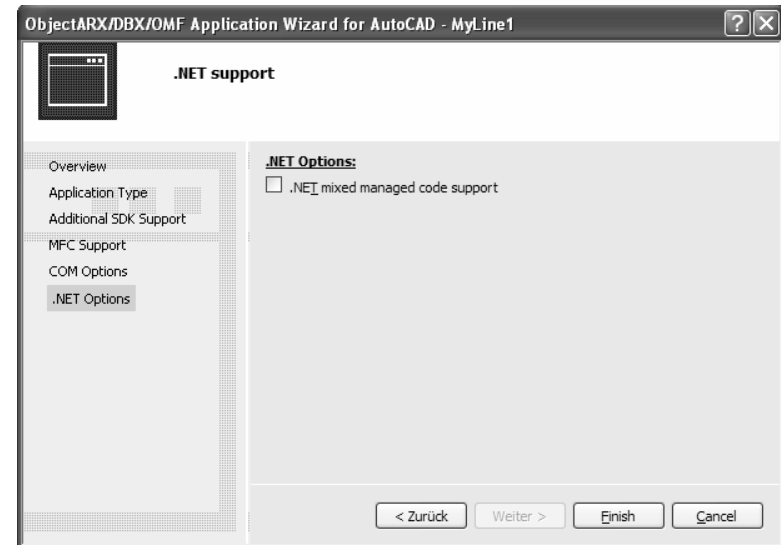 ObjectARX/DBX/OMF Application Wizard for AutoCAD - MyLine1
.NET support
Overview
Application Type
Additional SDK Support
MFC Support
COM Options
.NET Options
.NET Options:
.NET mixed managed code support
< Zurück
Weiter >
Finish
Cancel